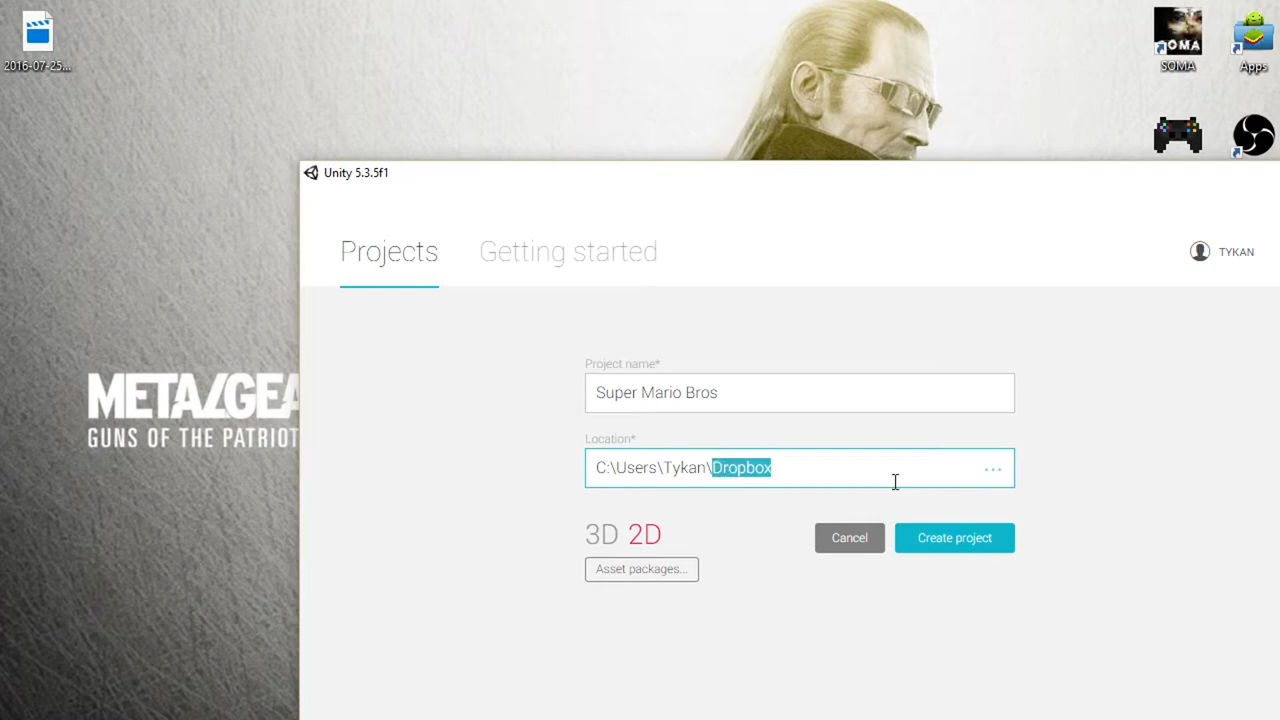 2016-07-25...
SOMA
SOMA
Apps
Unity 5.3.5f1
Projects
Getting started
TYKAN
Project name*
Super Mario Bros
Location*
C:\Users\Tykan\Dropbox
...
3D 2D
Cancel
Create project
Asset packages...
METAL GEA
GUNS OF THE PATRIOT